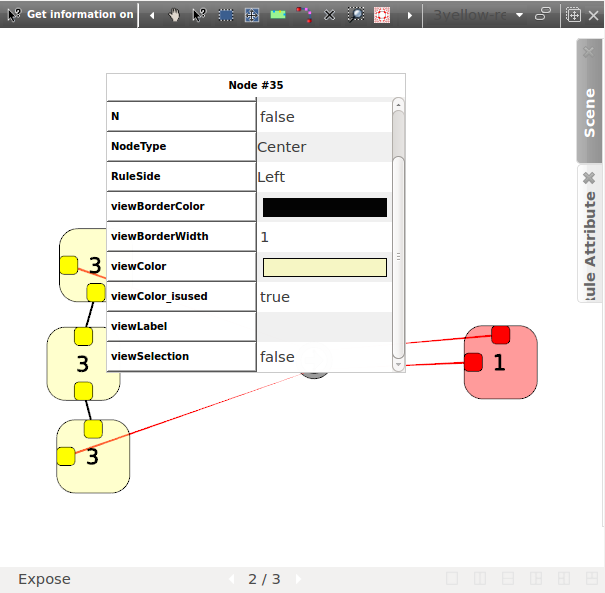 Get information on
3yellow-re
Node #35
N false
NodeType Center
RuleSide Left
viewBorderColor
viewBorderWidth 1
viewColor
viewColor_isused true
viewLabel
viewSelection false
3
3
3
1
Scene
ule Attribute
Expose
2 / 3